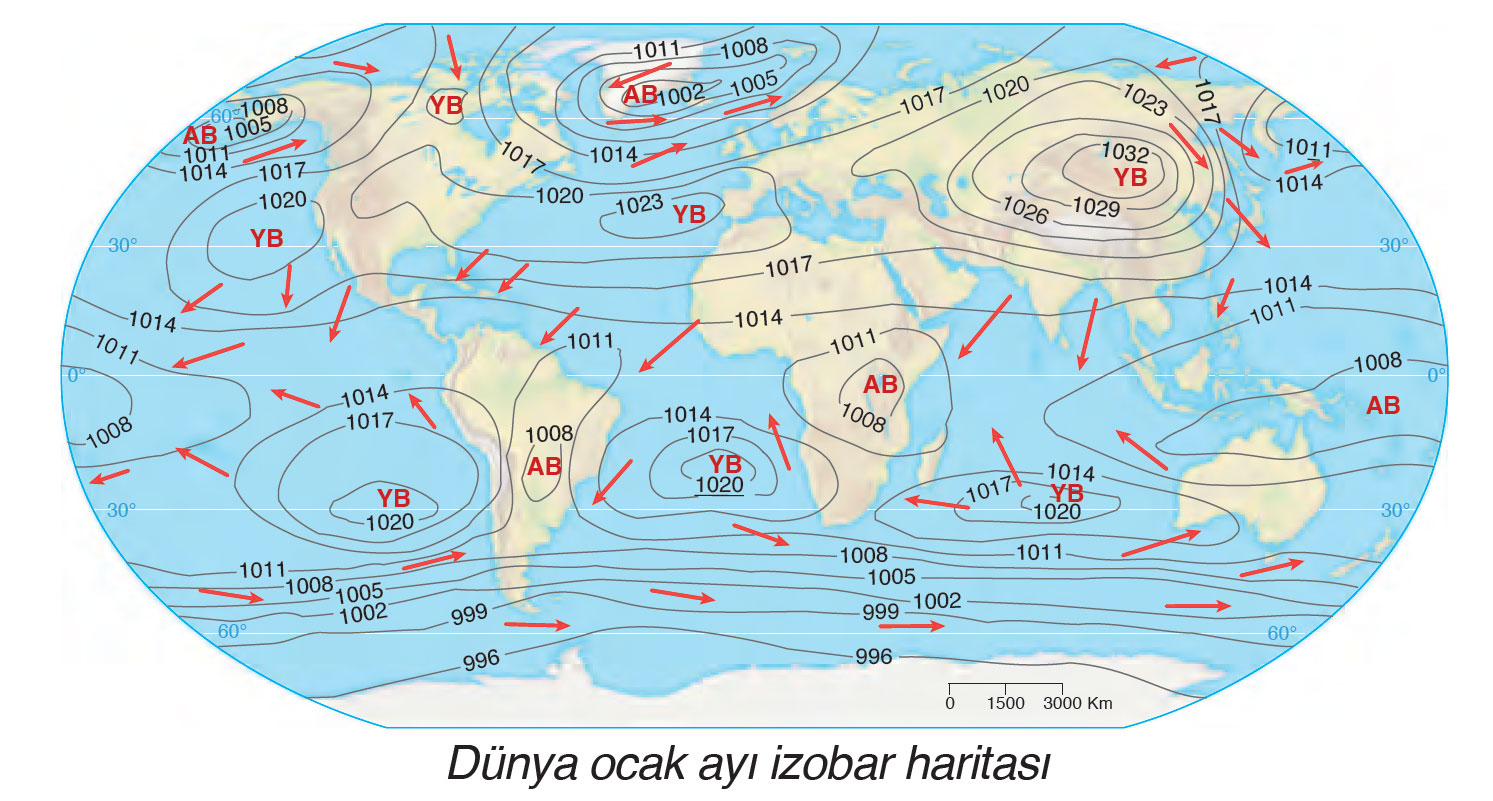 1011 1008
1005
AB 1002
YB
1017 1020 1023 1017
1008
60°
AB 1005
1011
1014
1017
1020
YB
1017
1014
1020
1023 YB
1032
YB
1029
1026
1011
1014
30° 30°
1017
1014 1014
1014 1011
1011
1011 1011
1008
0° 0°
AB
1008
AB
1008
1014
1017
1008
AB
1014
1017
YB
1020
YB
1020
1014
1017 YB
1020
30° 30°
1011 1008 1011
1008 1005
1005 1002
1002 999 999
60° 60°
996 996
0 1500 3000 Km
Dünya ocak ayı izobar haritası